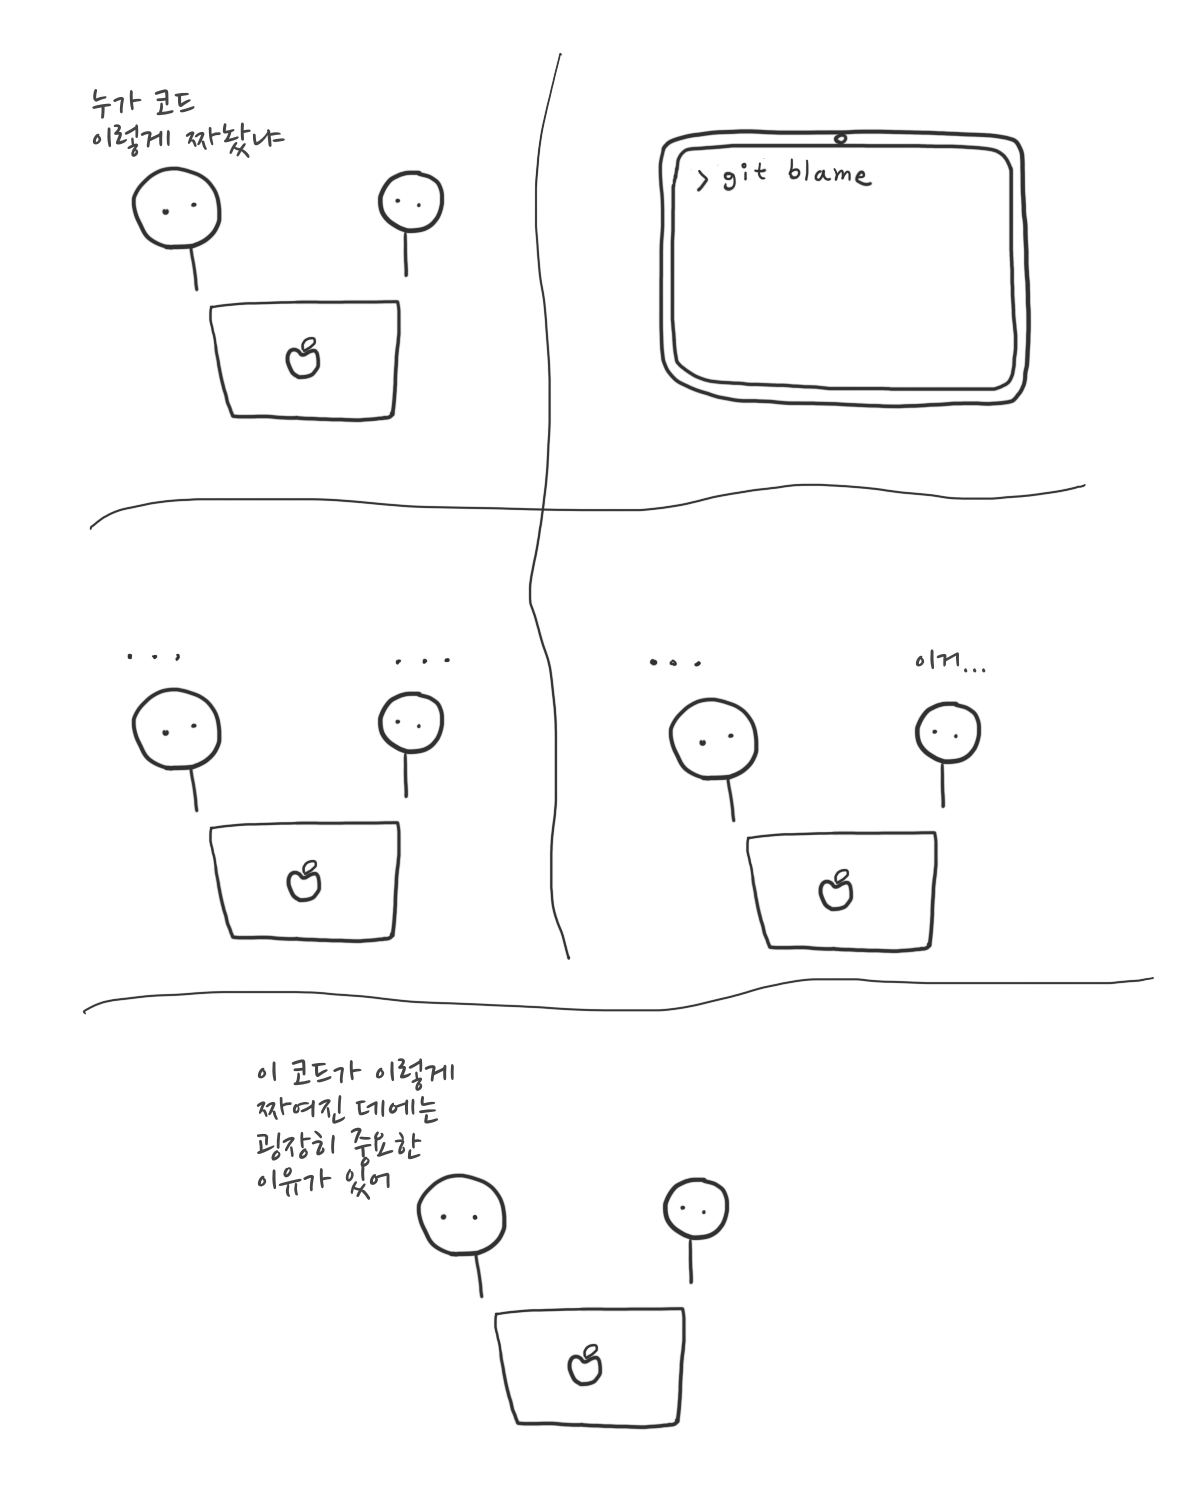 누가 코드
이렇게 짜놨냐
> git blame
...
...
...
이거...
이 코드가 이렇게
짜여진 데에는
굉장히 중요한
이유가 있어